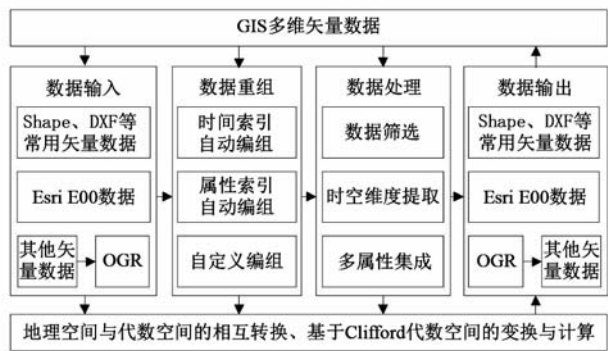 GIS多维矢量数据
数据输入
Shape、DXF等
常用矢量数据
Esri E00数据
其他矢
量数据
OGR
数据重组
时间索引
自动编组
属性索引
自动编组
自定义编组
数据处理
数据筛选
时空维度提取
多属性集成
数据输出
Shape、DXF等
常用矢量数据
Esri E00数据
OGR
其他矢
量数据
地理空间与代数空间的相互转换、基于Clifford代数空间的变换与计算